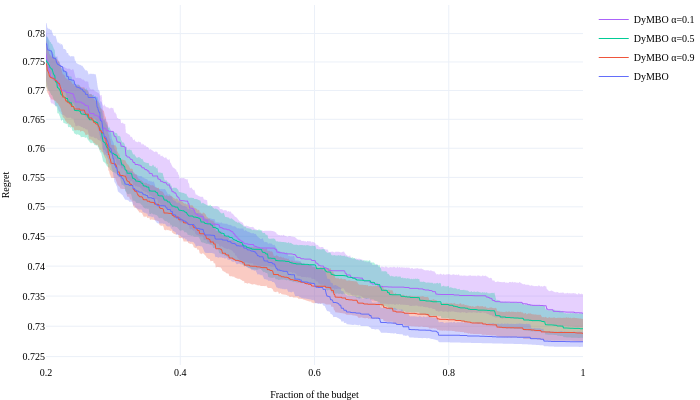 DyMBO α=0.1
DyMBO α=0.5
DyMBO α=0.9
DyMBO
Regret
0.78
0.775
0.77
0.765
0.76
0.755
0.75
0.745
0.74
0.735
0.73
0.725
0.2
0.4
0.6
0.8
1
Fraction of the budget